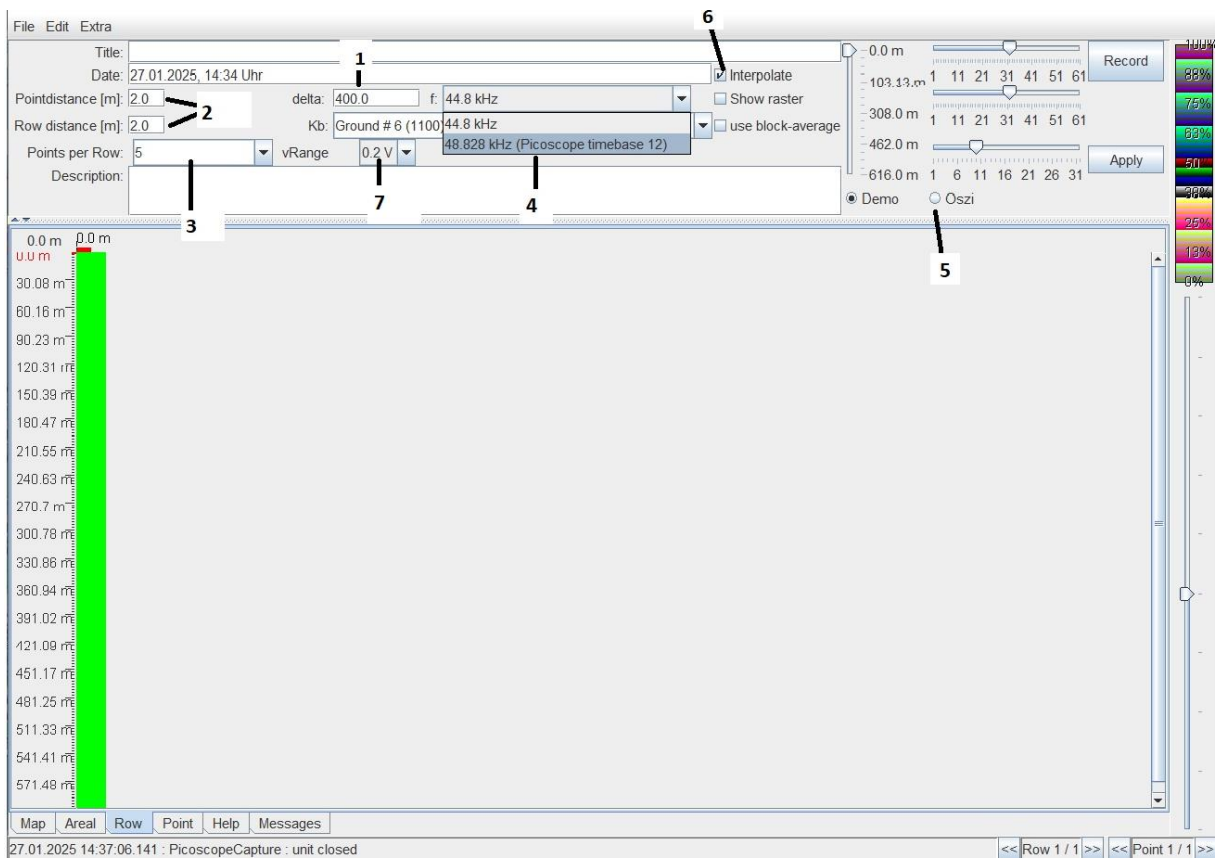 File Edit Extra
6
Title:
1
Date: 27.01.2025, 14:34 Uhr
Interpolate
Pointdistance [m]: 2.0
2
delta: 400.0
f: 44.8 kHz
Show raster
Row distance [m]: 2.0
Kb: Ground # 6 (1100)
44.8 kHz
use block-average
48.828 kHz (Picoscope timebase 12)
Points per Row: 5
vRange 0.2 V
Description:
3
7
4
0.0 m
103.13 m
308.0 m
462.0 m
616.0 m
1 11 21 31 41 51 61
1 11 21 31 41 51 61
1 6 11 16 21 26 31
Record
Apply
Demo
Oszi
5
100%
88%
75%
63%
50
38%
25%
13%
0%
0.0 m 0.0 m
0.0 m
30.08 m
60.16 m
90.23 m
120.31 m
150.39 m
180.47 m
210.55 m
240.63 m
270.7 m
300.78 m
330.86 m
360.94 m
391.02 m
421.09 m
451.17 m
481.25 m
511.33 m
541.41 m
571.48 m
Map Areal Row Point Help Messages
27.01.2025 14:37:06.141 : PicoscopeCapture : unit closed
<< Row 1 / 1 >> << Point 1 / 1 >>